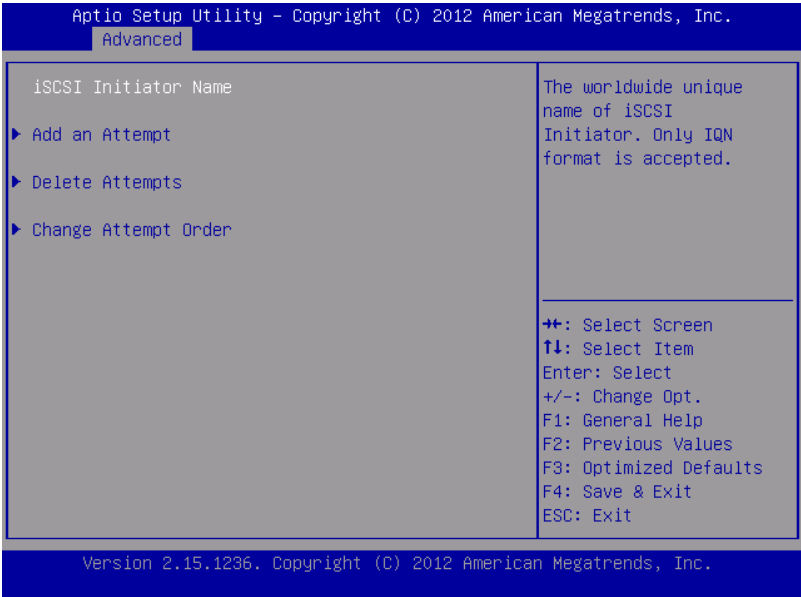 Aptio Setup Utility – Copyright (C) 2012 American Megatrends, Inc.
Advanced
iSCSI Initiator Name
▶ Add an Attempt
▶ Delete Attempts
▶ Change Attempt Order
The worldwide unique
name of iSCSI
Initiator. Only IQN
format is accepted.
→←: Select Screen
↑↓: Select Item
Enter: Select
+/-: Change Opt.
F1: General Help
F2: Previous Values
F3: Optimized Defaults
F4: Save & Exit
ESC: Exit
Version 2.15.1236. Copyright (C) 2012 American Megatrends, Inc.